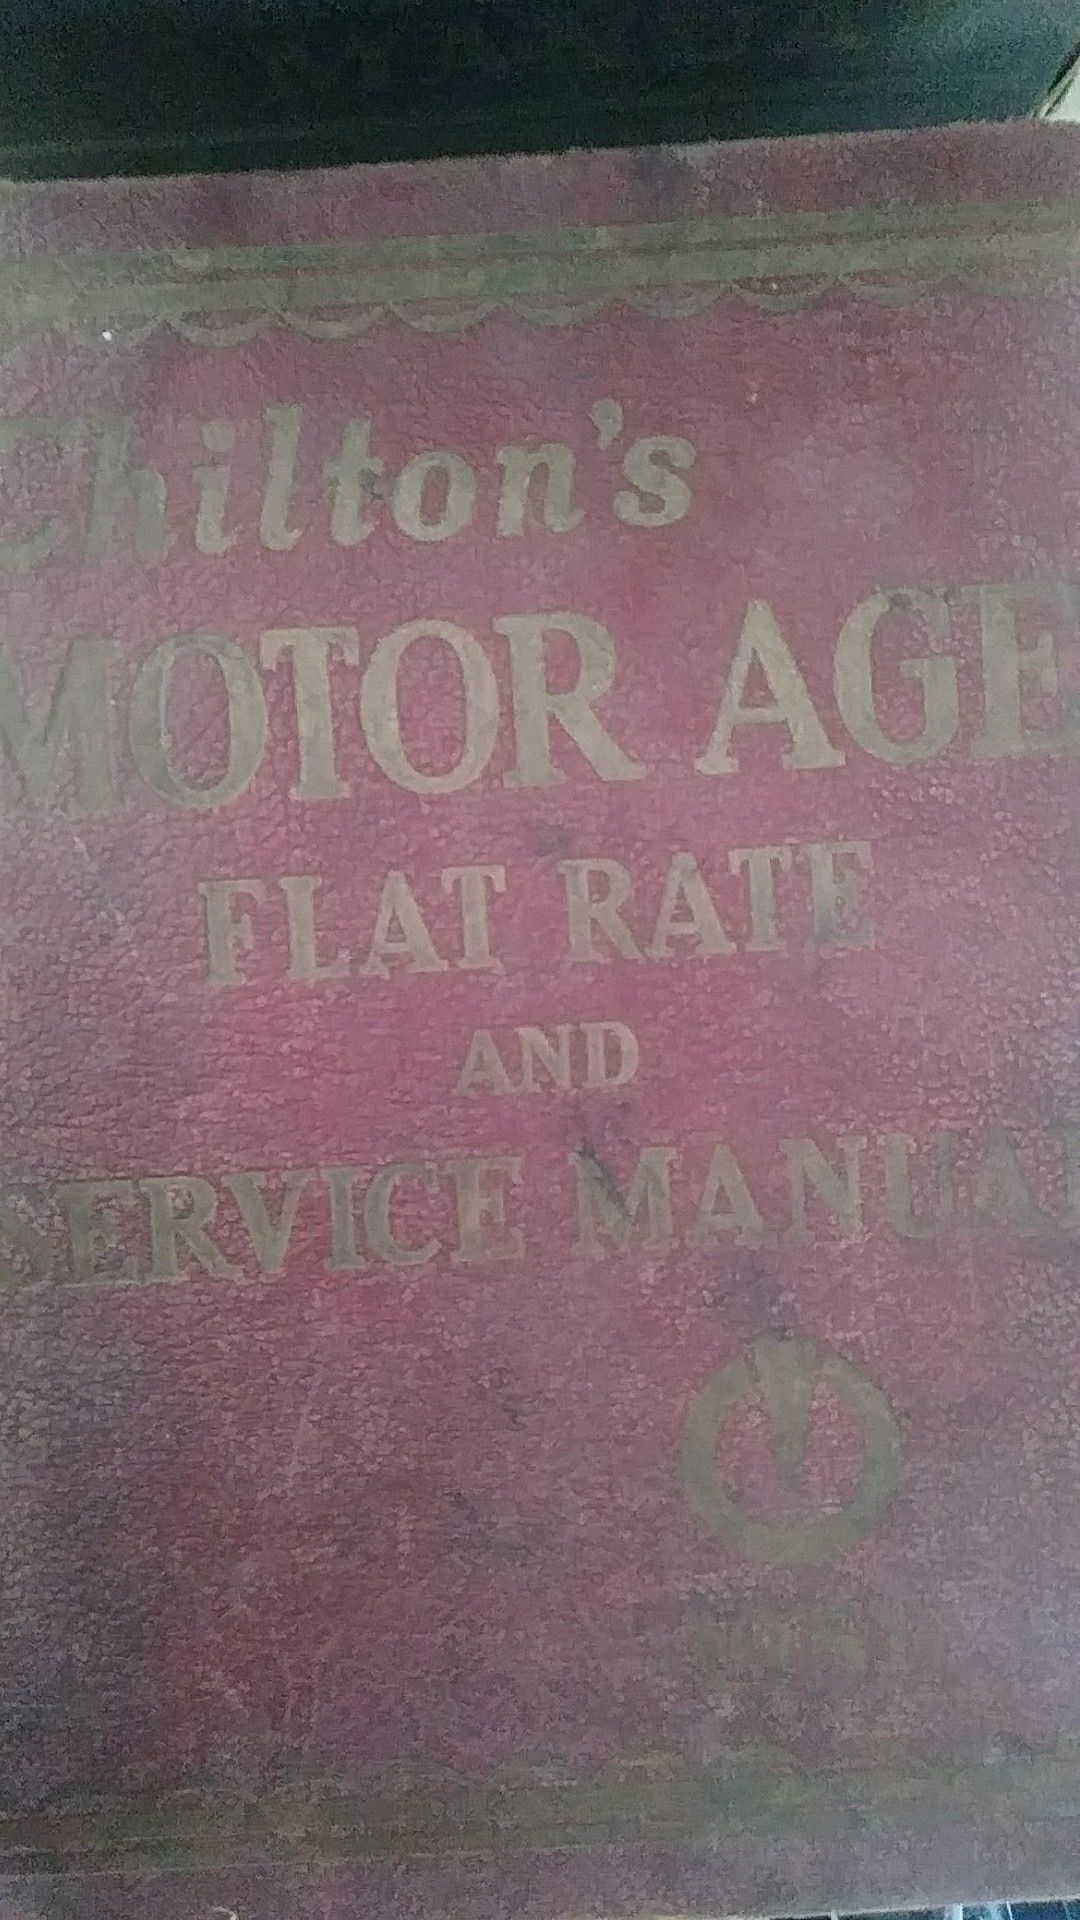 Chilton's
MOTOR AGE
FLAT RATE
AND
SERVICE MANUAL